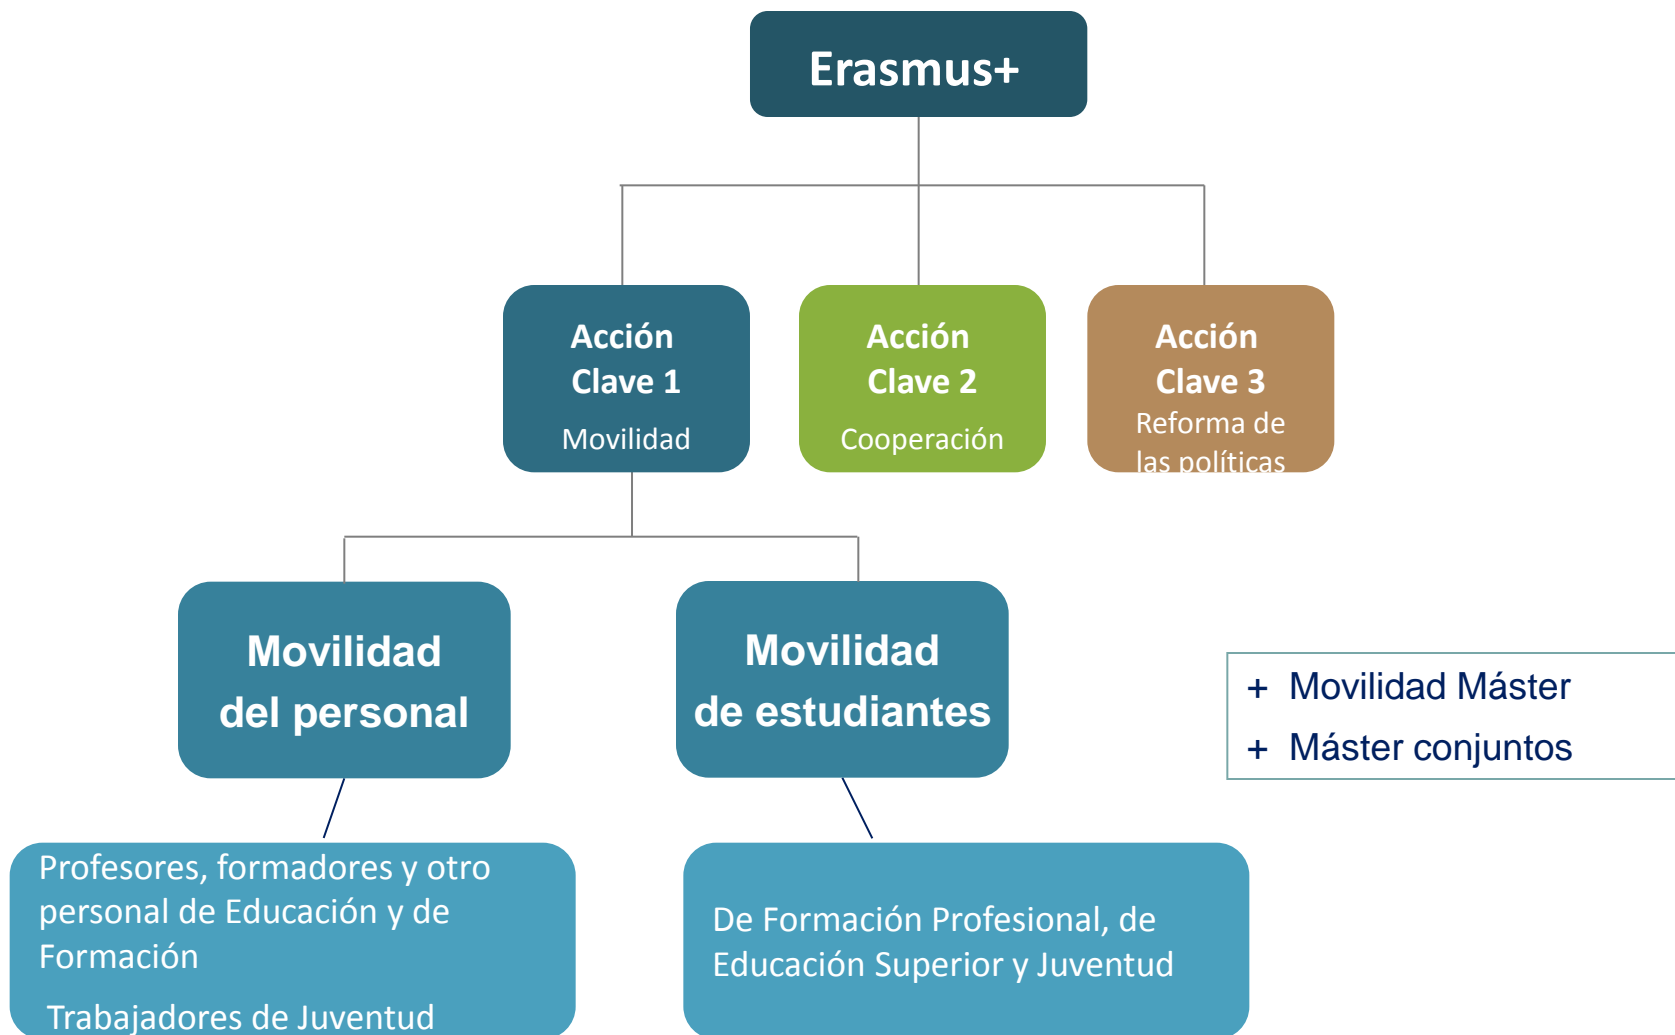 Erasmus+
Acción
Clave 1
Movilidad
Acción
Clave 2
Cooperación
Acción
Clave 3
Reforma de
las políticas
Movilidad
del personal
Movilidad
de estudiantes
+ Movilidad Máster
+ Máster conjuntos
Profesores, formadores y otro
personal de Educación y de
Formación
Trabajadores de Juventud
De Formación Profesional, de
Educación Superior y Juventud